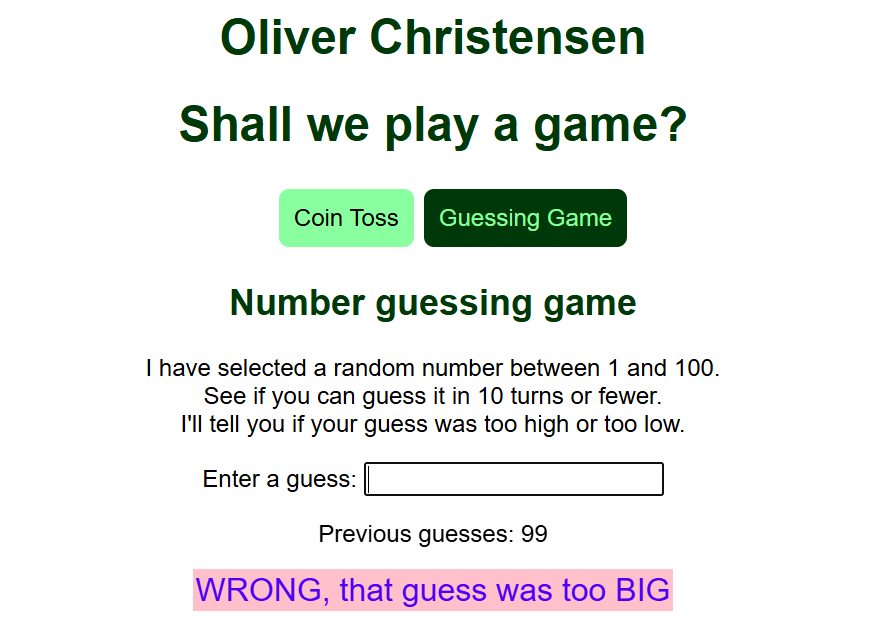 Oliver Christensen
Shall we play a game?
Coin Toss Guessing Game
Number guessing game
I have selected a random number between 1 and 100.
See if you can guess it in 10 turns or fewer.
I'll tell you if your guess was too high or too low.
Enter a guess:
Previous guesses: 99
WRONG, that guess was too BIG